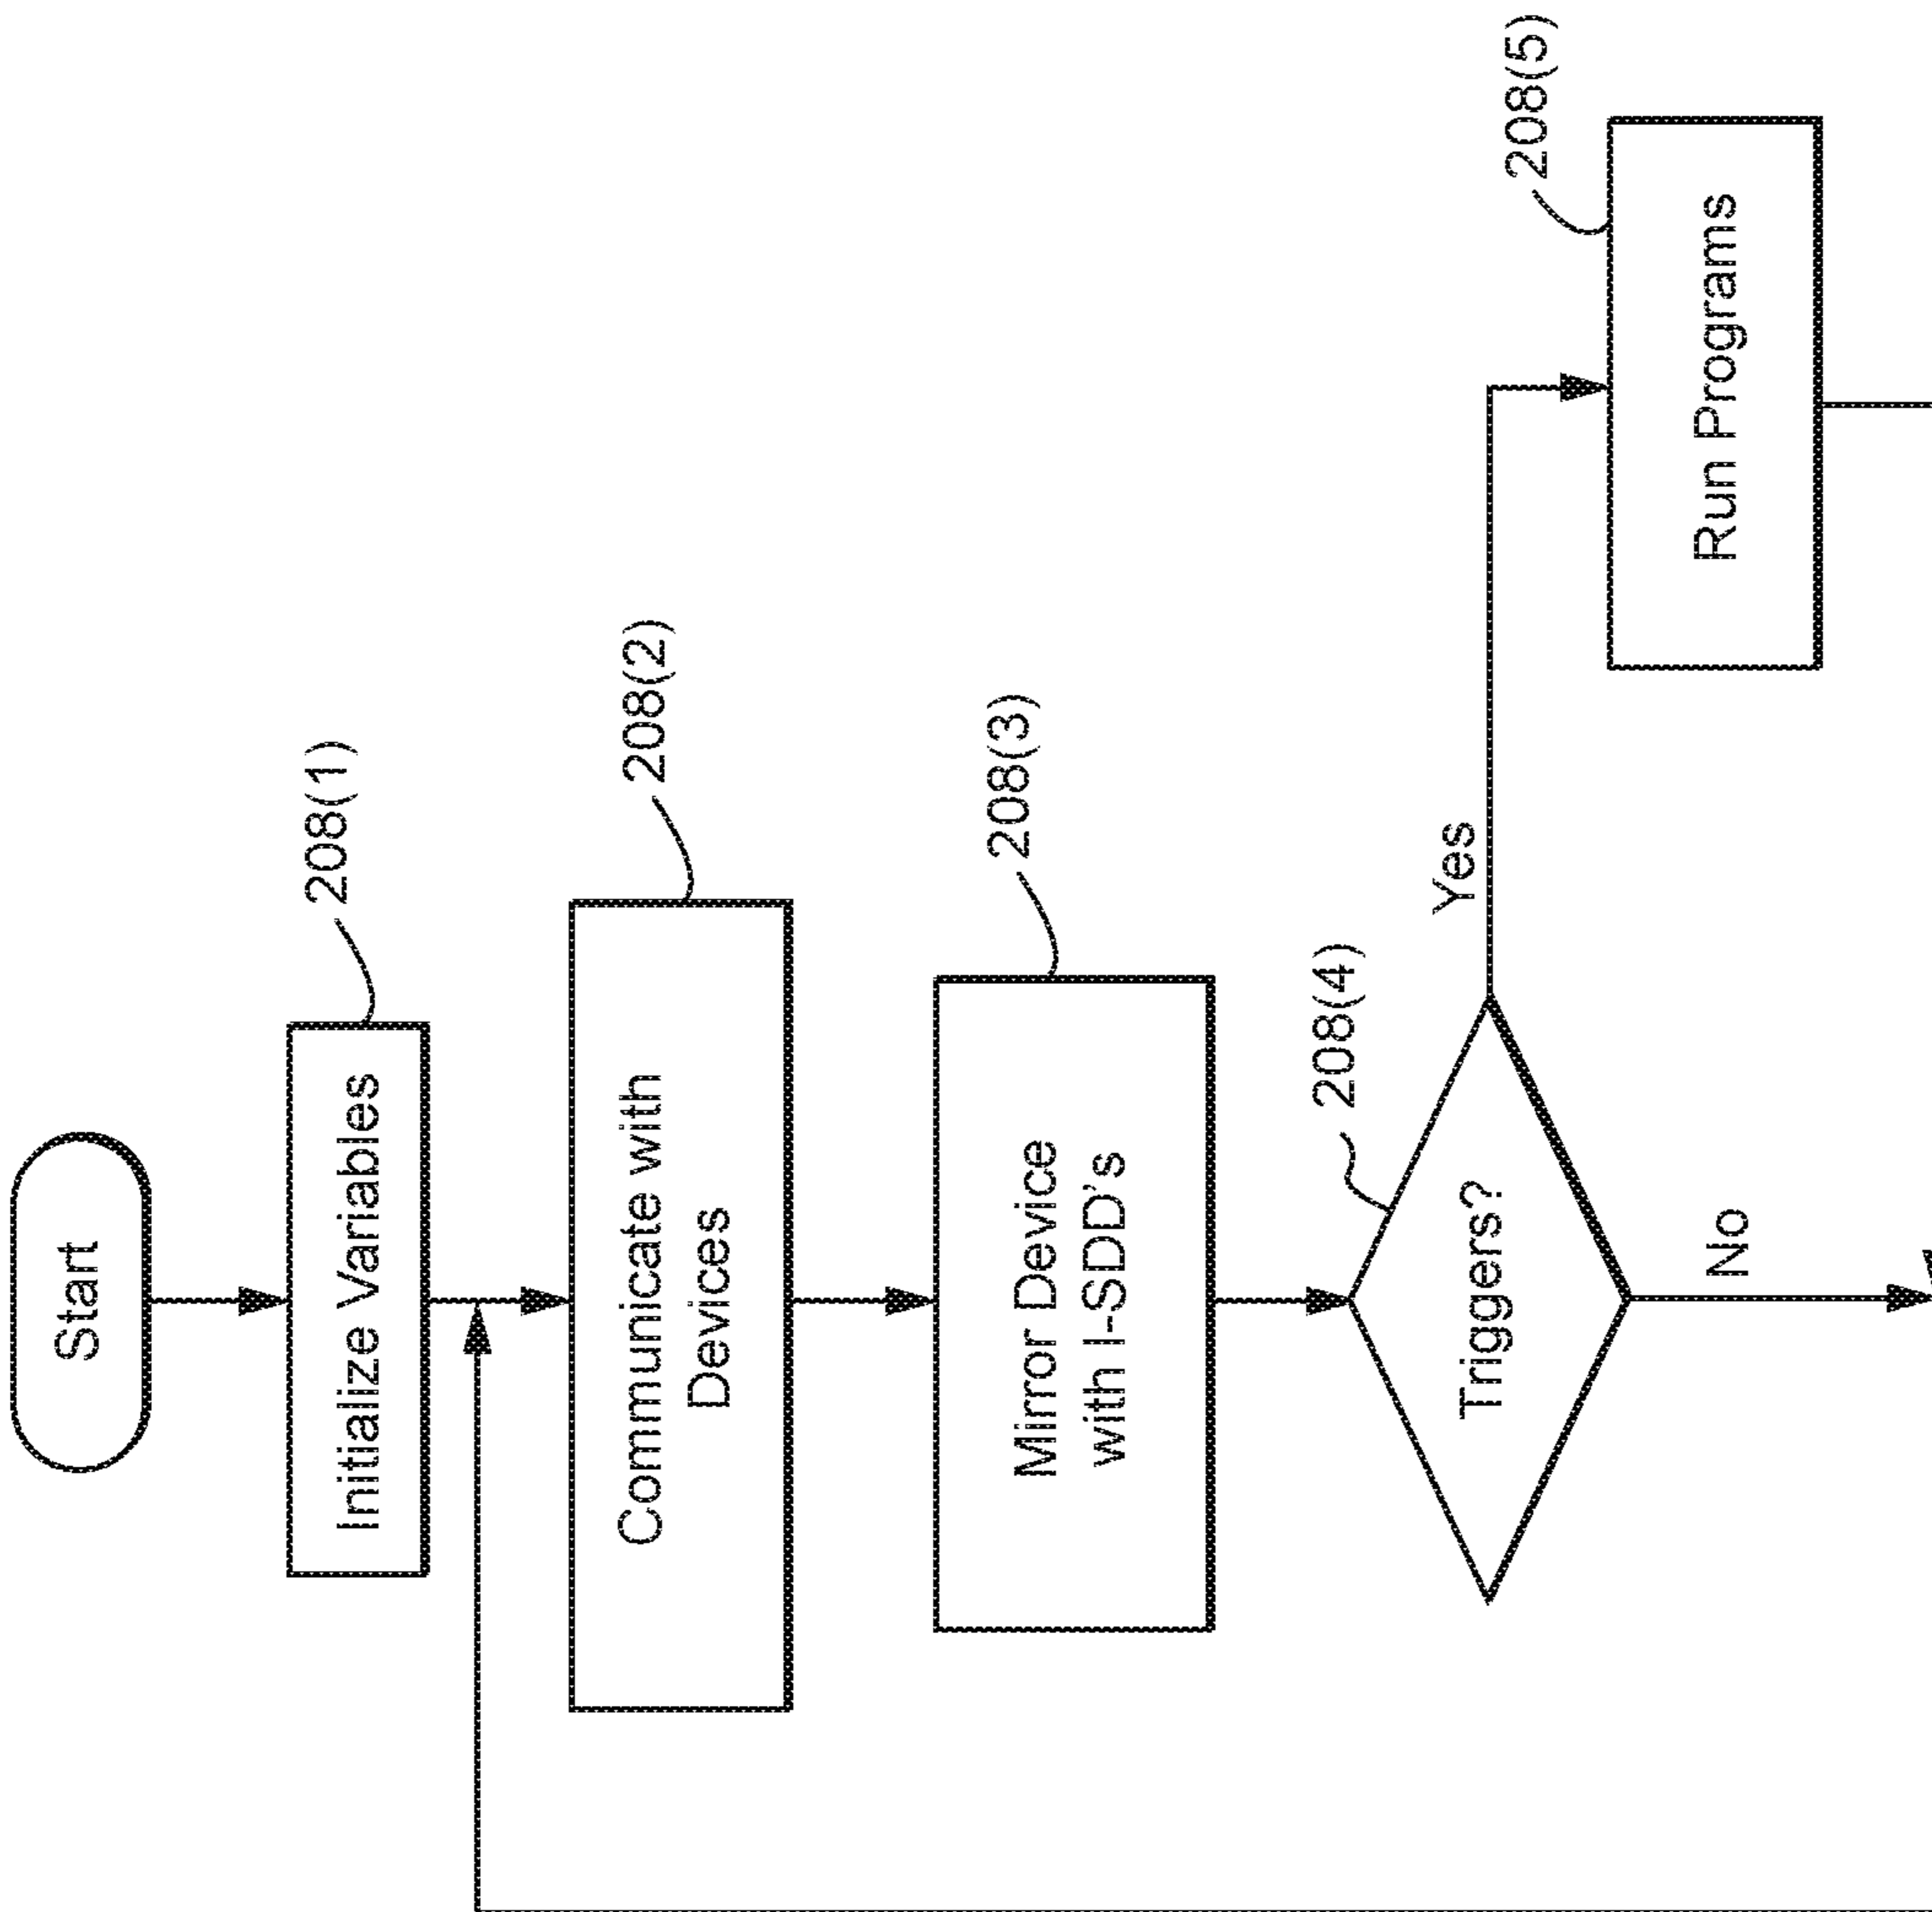 Start
Initialize Variables
208(1)
Communicate with
Devices
208(2)
Mirror Device
with I-SDD's
208(3)
Triggers?
208(4)
Yes
No
Run Programs
208(5)